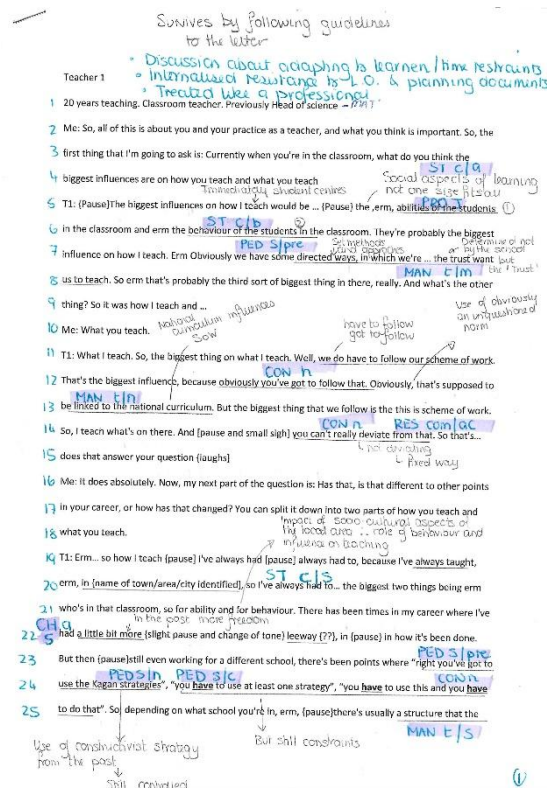 Survives by following guidelines
to the letter
• Discussion about adapting to learner/time restraints
• Internalised resistance to L.O. & planning documents
• Treated like a professional
Teacher 1
1 20 years teaching. Classroom teacher. Previously Head of science –
2 Me: So, all of this is about you and your practice as a teacher, and what you think is important. So, the
3 first thing that I'm going to ask is: Currently when you're in the classroom, what do you think the
ST c/a
4 biggest influences are on how you teach and what you teach
Social aspects of learning
not one size fits all
Immediately student centred
PRO I
5 T1: {Pause}The biggest influences on how I teach would be ... {Pause} the ,erm, abilities of the students ①
ST c/b ②
6 in the classroom and erm the behaviour of the students in the classroom. They're probably the biggest
PED S/pre
Set methods
and approaches
Determined not
by the school
but
the 'Trust'
7 influence on how I teach. Erm Obviously we have some directed ways, in which we're ... the trust want
MAN t/m
8 us to teach. So erm that's probably the third sort of biggest thing in there, really. And what's the other
9 thing? So it was how I teach and ...
10 Me: What you teach.
National
curriculum influences
SOW
have to follow
got to follow
Use of obviously
an unquestioned
norm
11 T1: What I teach. So, the biggest thing on what I teach. Well, we do have to follow our scheme of work.
CON n
12 That's the biggest influence, because obviously you've got to follow that. Obviously, that's supposed to
MAN t/n
13 be linked to the national curriculum. But the biggest thing that we follow is the this is scheme of work.
CON n RES com/ac
14 So, I teach what's on there. And [pause and small sigh] you can't really deviate from that. So that's...
↳ no deviating
↳ fixed way
15 does that answer your question {laughs]
16 Me: it does absolutely. Now, my next part of the question is: Has that, is that different to other points
17 in your career, or how has that changed? You can split it down into two parts of how you teach and
18 what you teach.
Impact of socio cultural aspects of
the local area ∴ role of behaviour and
influence on teaching
19 T1: Erm... so how I teach {pause] I've always had [pause] always had to, because I've always taught,
ST c/s
20 erm, in {name of town/area/city identified], so I've always had to... the biggest two things being erm
21 who's in that classroom, so for ability and for behaviour. There has been times in my career where I've
in the past more freedom
CH a
S
22 had a little bit more {slight pause and change of tone} leeway (??), in {pause} in how it's been done.
PED S/pre
23 But then {pause}still even working for a different school, there's been points where “right you've got to
PED S/n PED S/c CON n
24 use the Kagan strategies”, “you have to use at least one strategy”, “you have to use this and you have
25 to do that”. So depending on what school you're in, erm, {pause}there's usually a structure that the
MAN t/s
Use of constructivist strategy
from the past
But still constraints
Still
①